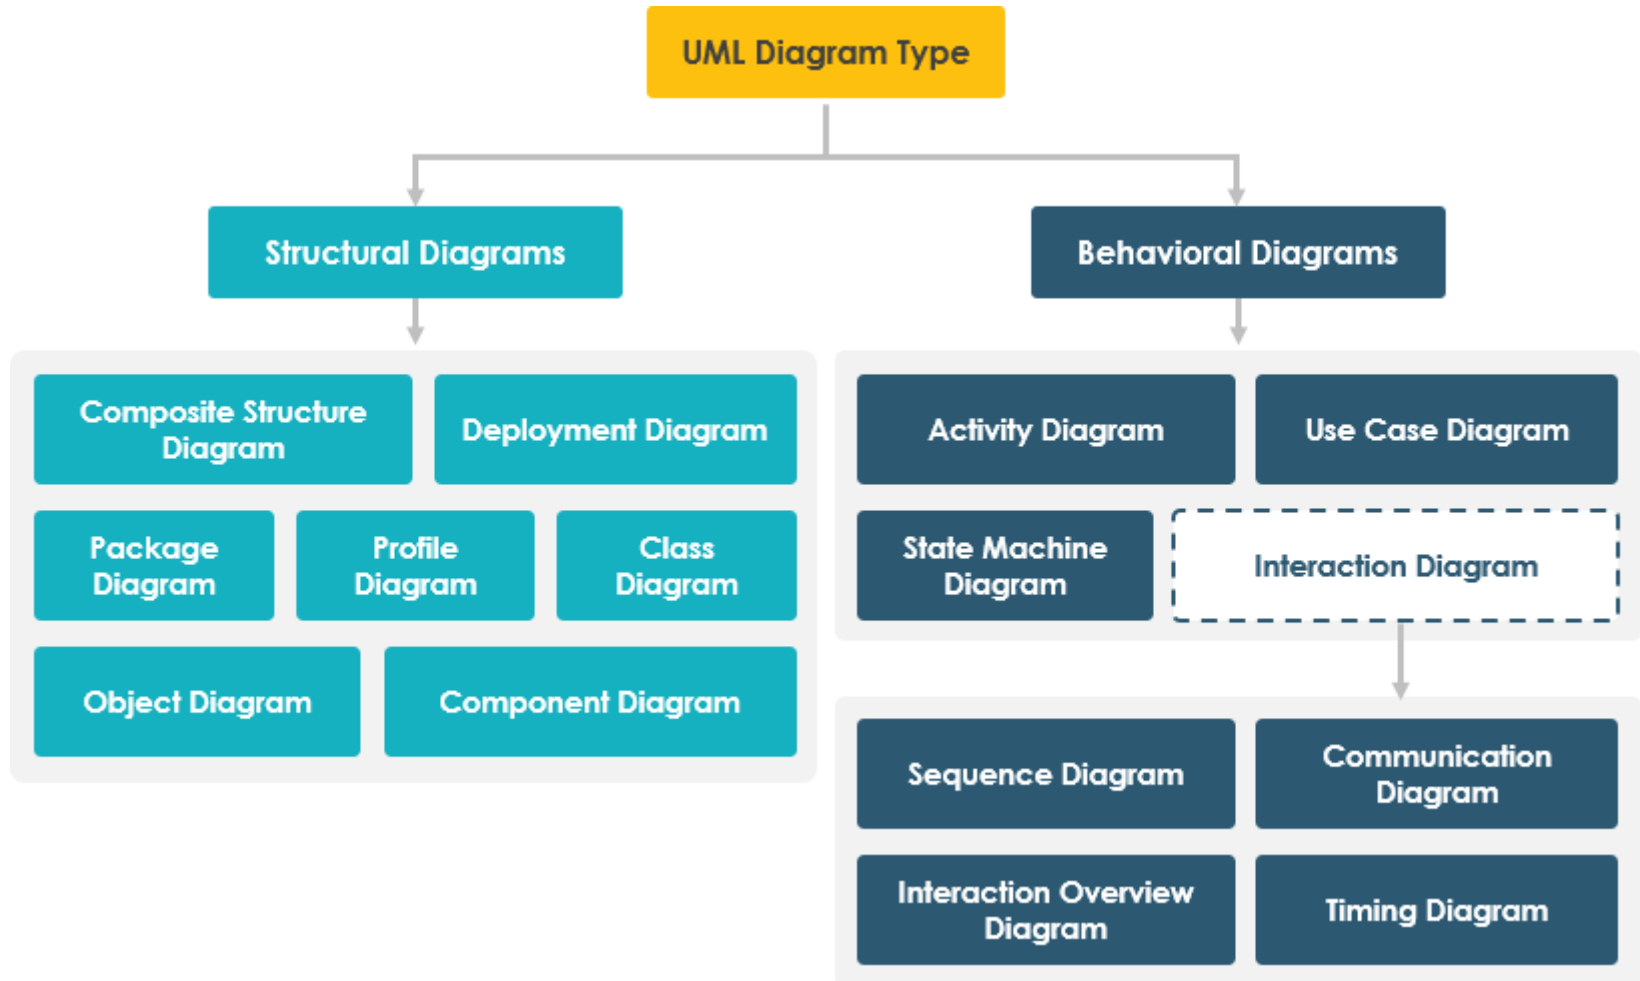 UML Diagram Type
Structural Diagrams
Behavioral Diagrams
Composite Structure
Diagram
Deployment Diagram
Package
Diagram
Profile
Diagram
Class
Diagram
Object Diagram
Component Diagram
Activity Diagram
Use Case Diagram
State Machine
Diagram
Interaction Diagram
Sequence Diagram
Communication
Diagram
Interaction Overview
Diagram
Timing Diagram